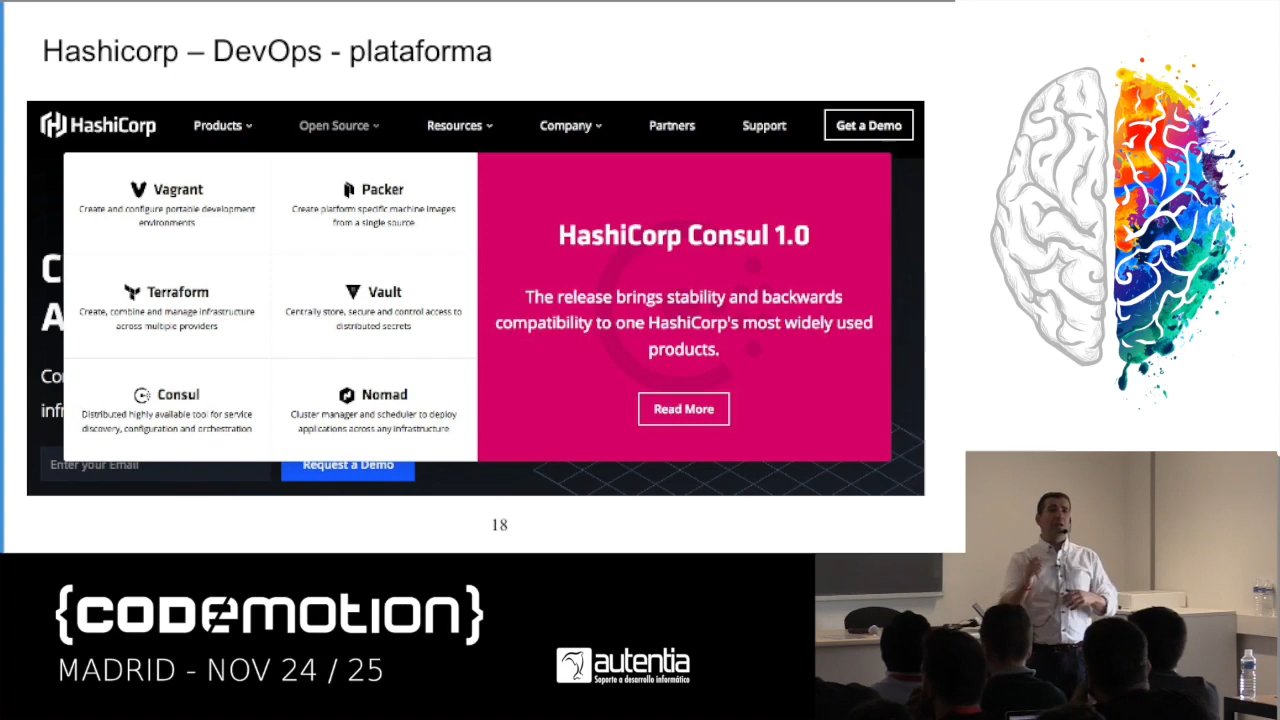 Hashicorp – DevOps - plataforma
HashiCorp
Products
Open Source
Resources
Company
Partners
Support
Get a Demo
Vagrant
Create and configure portable development
environments
Packer
Create platform specific machine images
from a single source
Terraform
Create, combine and manage infrastructure
across multiple providers
Vault
Centrally store, secure and control access to
distributed secrets
Consul
Distributed highly available tool for service
discovery, configuration and orchestration
Nomad
Cluster manager and scheduler to deploy
applications across any infrastructure
HashiCorp Consul 1.0
The release brings stability and backwards
compatibility to one HashiCorp's most widely used
products.
Read More
C
A
Co
inf
Enter your Email
Request a Demo
18
{CODEMOTION}
MADRID - NOV 24 / 25
autentia
Soporte a desarrollo informático